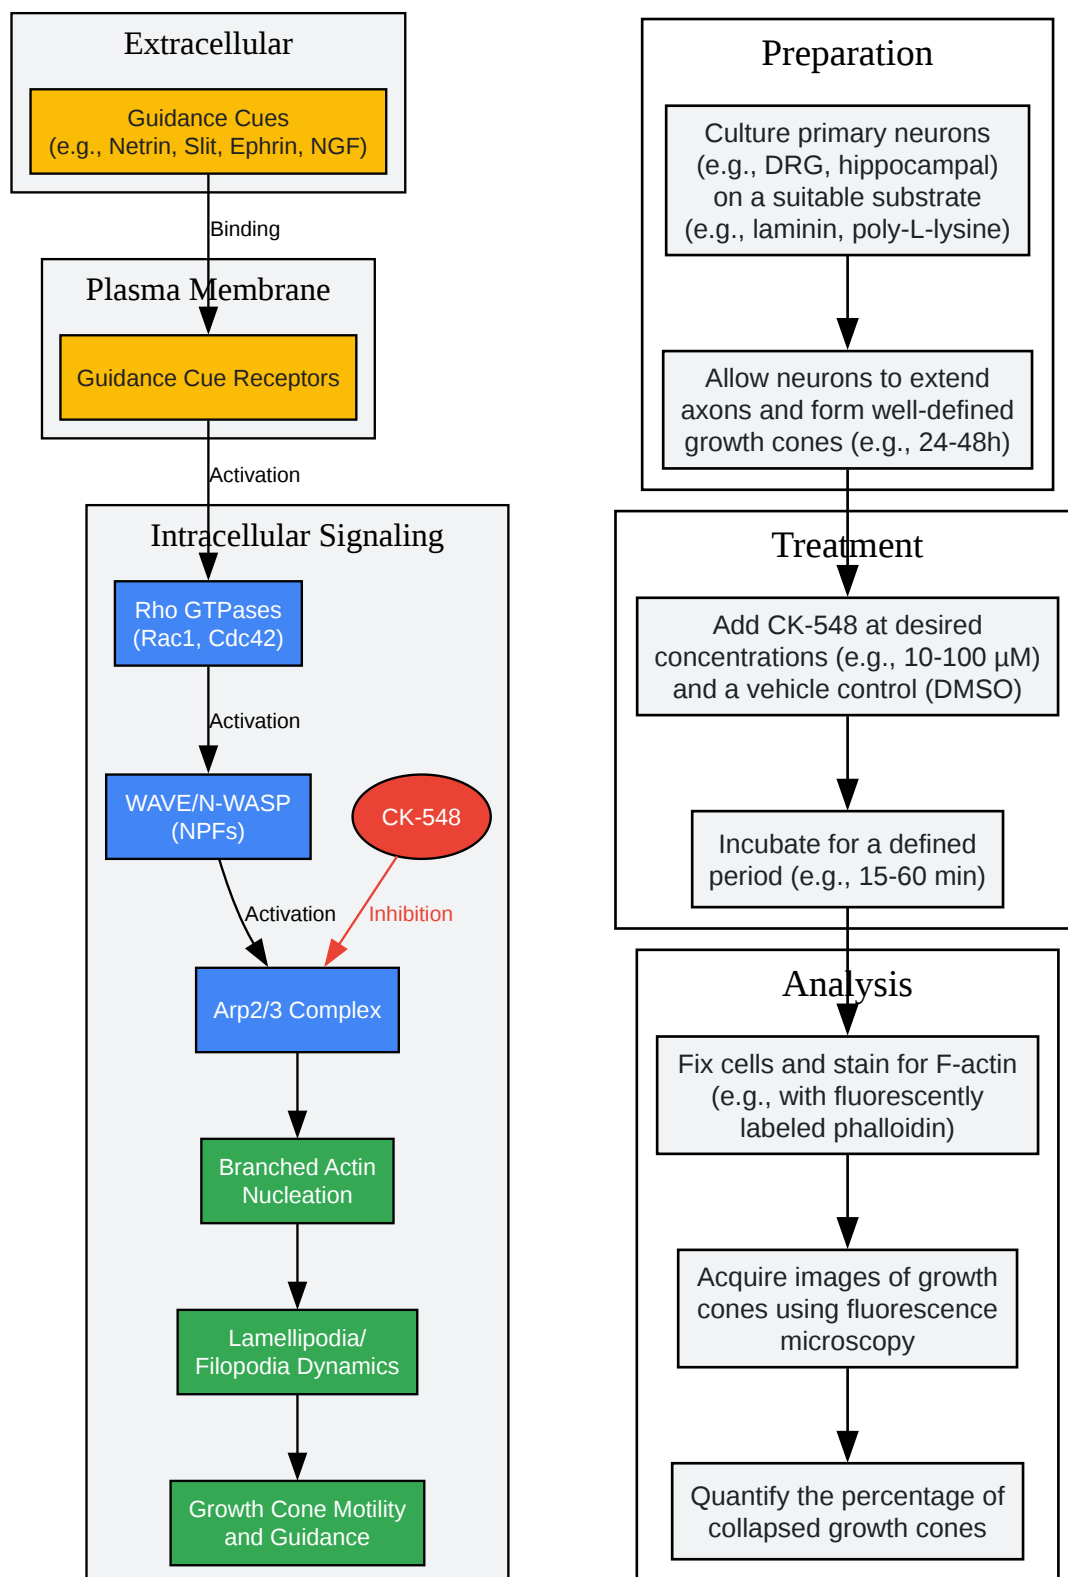 Extracellular
Guidance Cues
(e.g., Netrin, Slit, Ephrin, NGF)
Binding
Plasma Membrane
Guidance Cue Receptors
Activation
Intracellular Signaling
Rho GTPases
(Rac1, Cdc42)
Activation
WAVE/N-WASP
(NPFs)
CK-548
Activation
Inhibition
Arp2/3 Complex
Branched Actin
Nucleation
Lamellipodia/
Filopodia Dynamics
Growth Cone Motility
and Guidance
Preparation
Culture primary neurons
(e.g., DRG, hippocampal)
on a suitable substrate
(e.g., laminin, poly-L-lysine)
Allow neurons to extend
axons and form well-defined
growth cones (e.g., 24-48h)
Treatment
Add CK-548 at desired
concentrations (e.g., 10-100 µM)
and a vehicle control (DMSO)
Incubate for a defined
period (e.g., 15-60 min)
Analysis
Fix cells and stain for F-actin
(e.g., with fluorescently
labeled phalloidin)
Acquire images of growth
cones using fluorescence
microscopy
Quantify the percentage of
collapsed growth cones